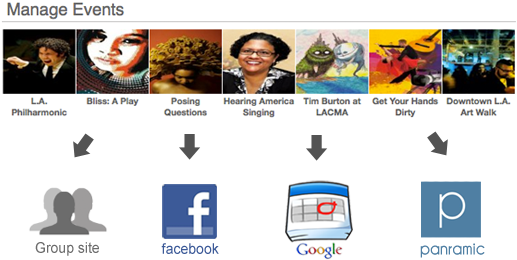 Manage Events
L.A.
Philharmonic
Bliss: A Play
Posing
Questions
Hearing America
Singing
Tim Burton at
LACMA
Get Your Hands
Dirty
Downtown L.A.
Art Walk
Group site
f
facebook
Google
p
panramic